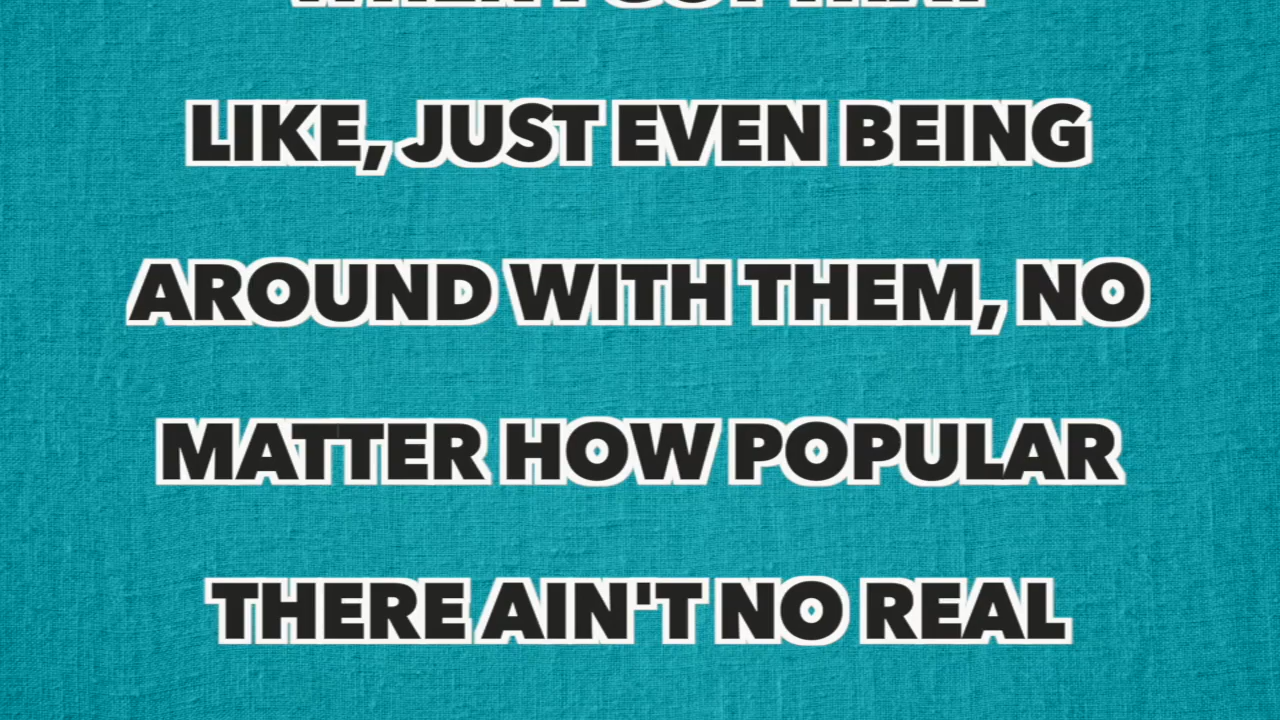 LIKE, JUST EVEN BEING
AROUND WITH THEM, NO
MATTER HOW POPULAR
THERE AIN'T NO REAL